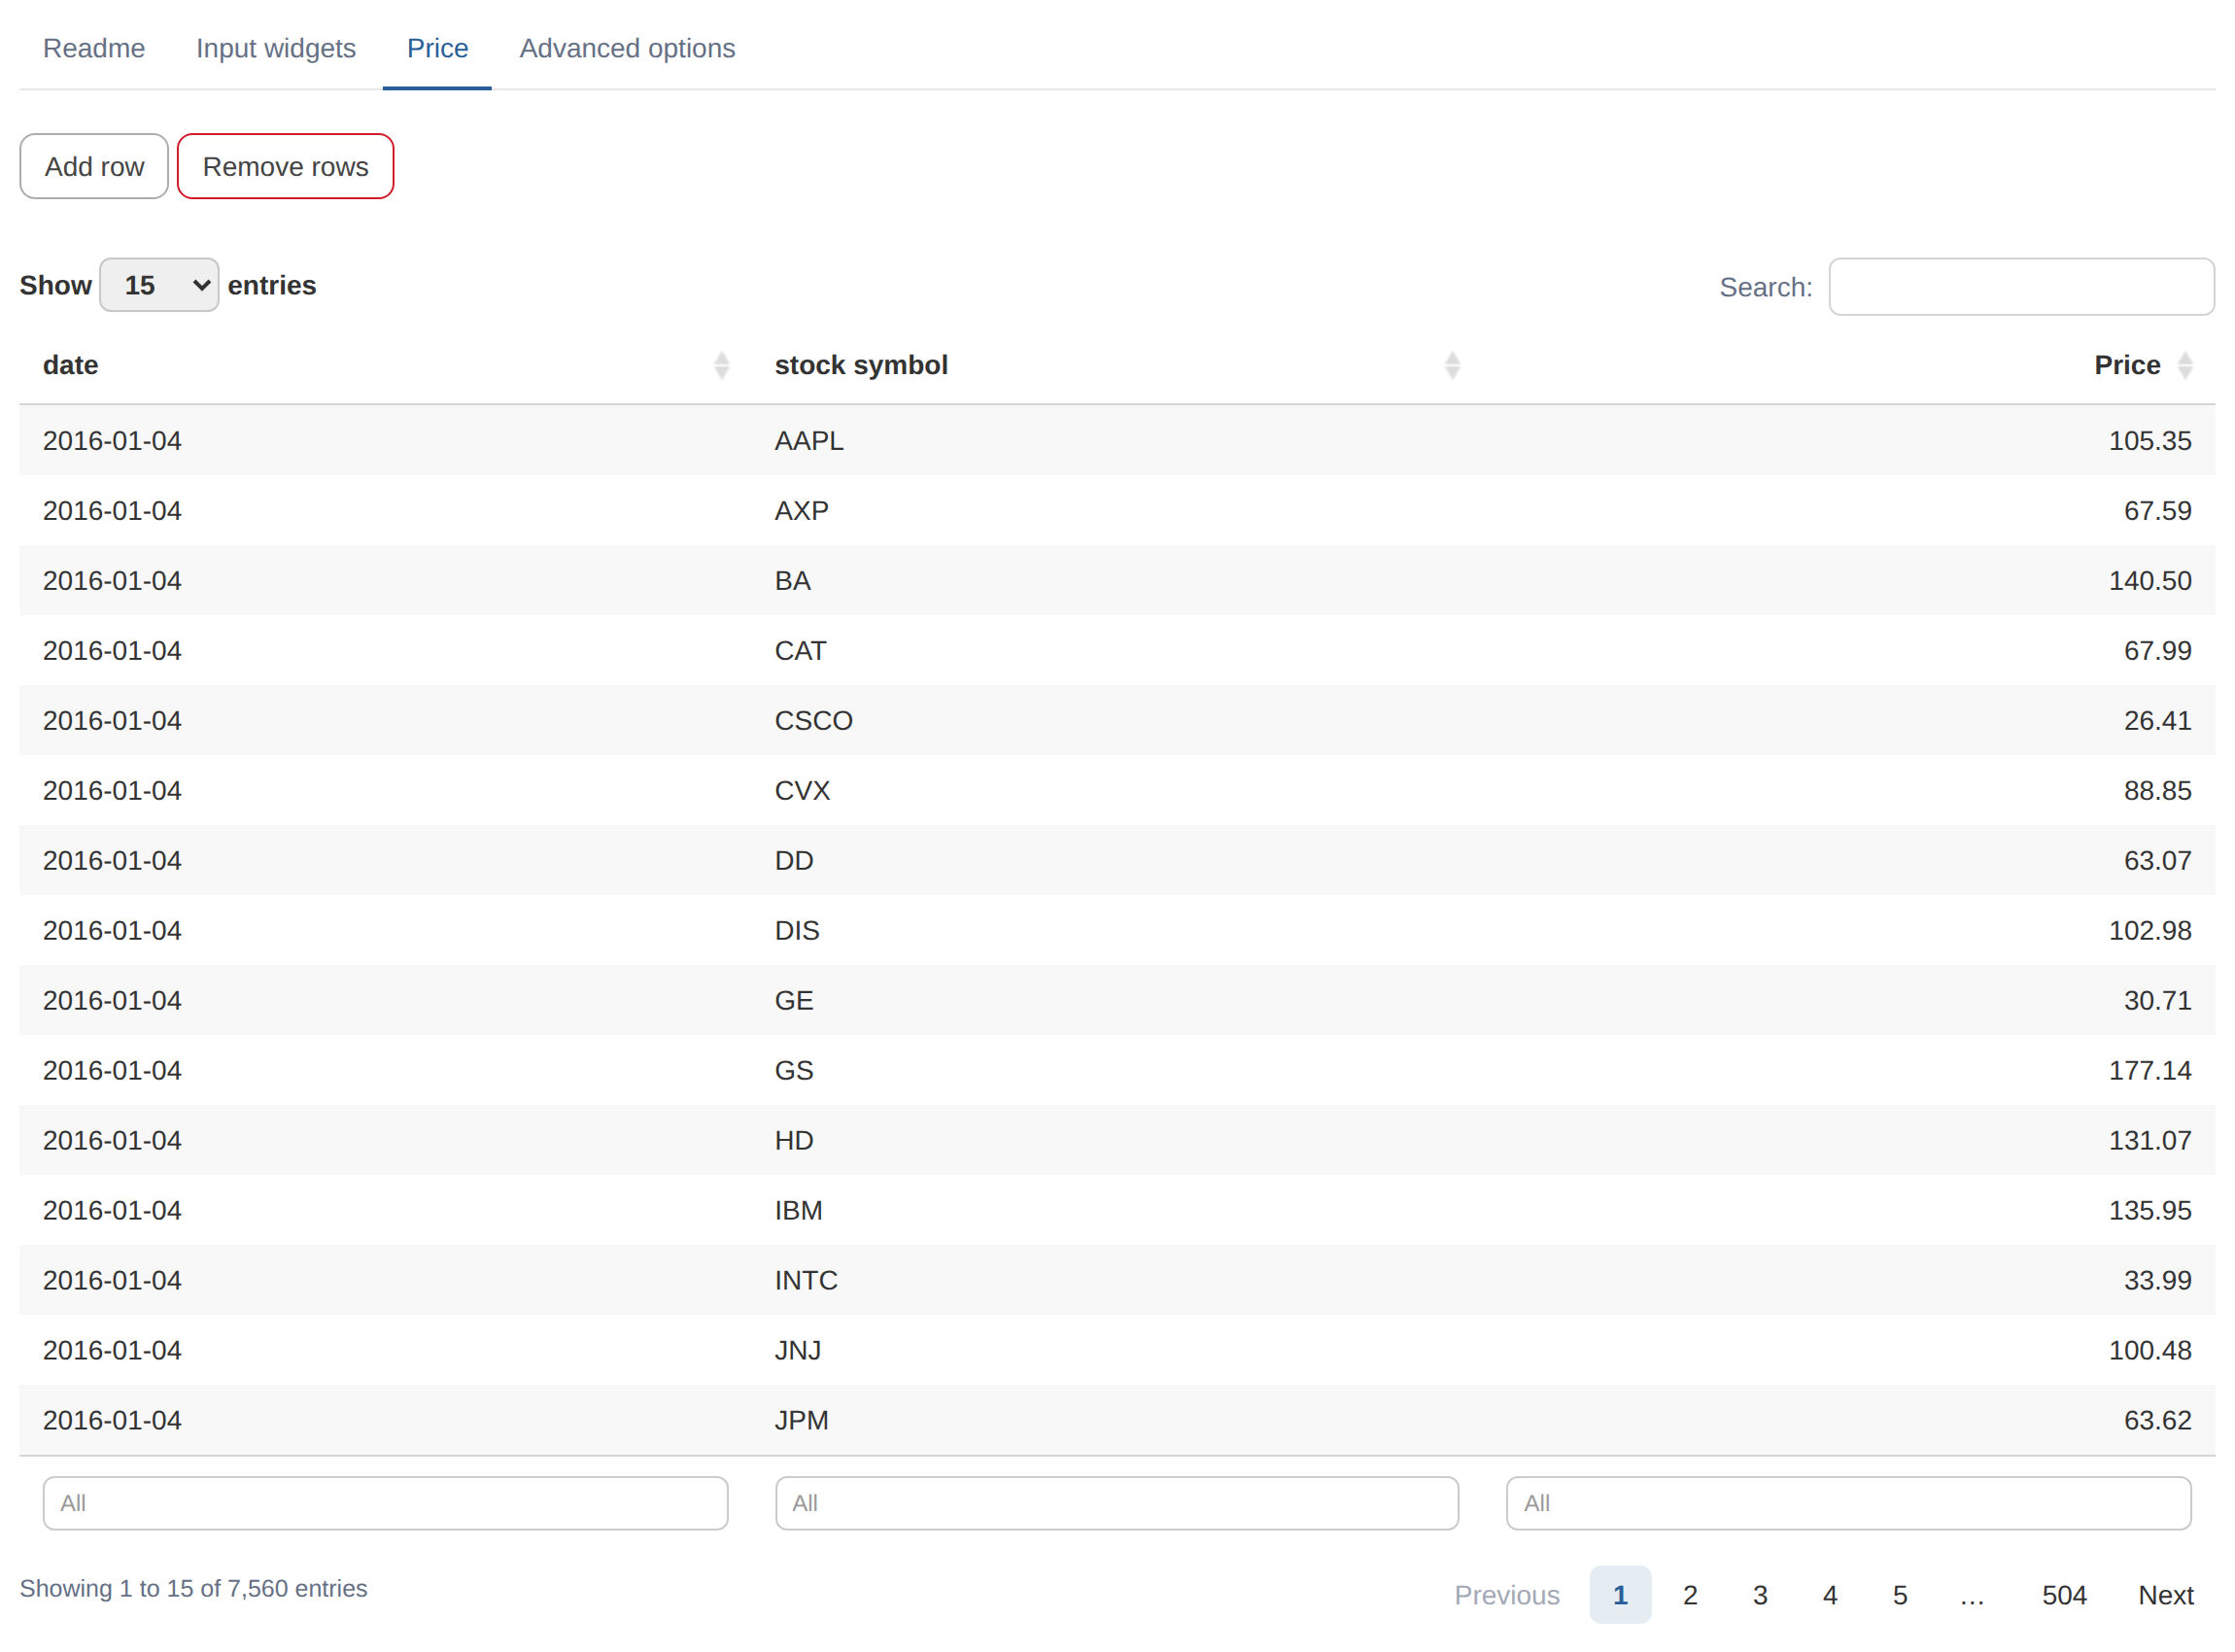 Readme Input widgets Price Advanced options
Add row Remove rows
Show 15 entries Search:
date stock symbol Price
2016-01-04 AAPL 105.35
2016-01-04 AXP 67.59
2016-01-04 BA 140.50
2016-01-04 CAT 67.99
2016-01-04 CSCO 26.41
2016-01-04 CVX 88.85
2016-01-04 DD 63.07
2016-01-04 DIS 102.98
2016-01-04 GE 30.71
2016-01-04 GS 177.14
2016-01-04 HD 131.07
2016-01-04 IBM 135.95
2016-01-04 INTC 33.99
2016-01-04 JNJ 100.48
2016-01-04 JPM 63.62
All All All
Showing 1 to 15 of 7,560 entries Previous 1 2 3 4 5 … 504 Next